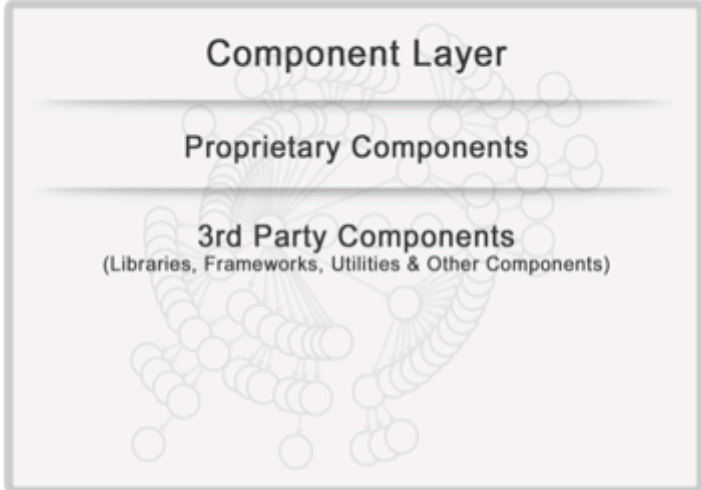 Component Layer
Proprietary Components
3rd Party Components
(Libraries, Frameworks, Utilities & Other Components)